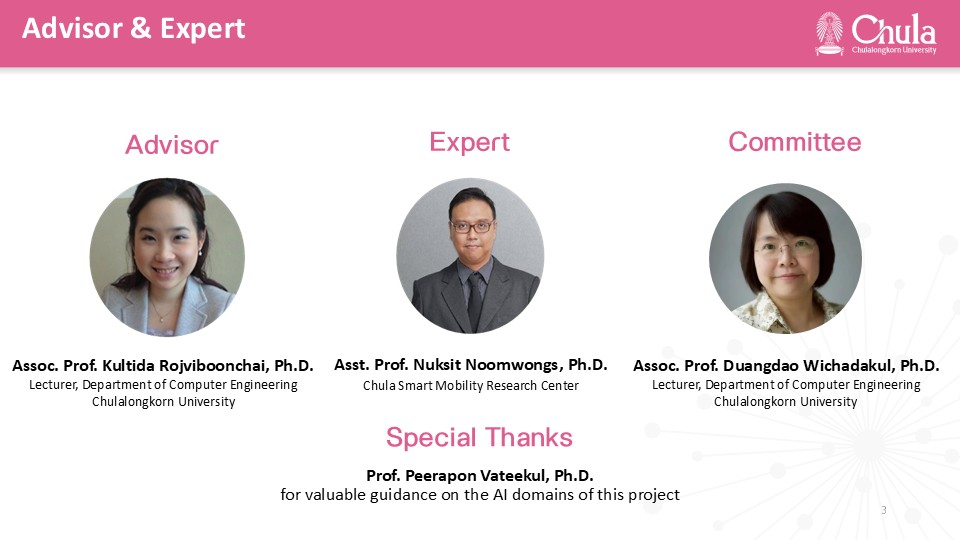 Advisor & Expert
Chula
Chulalongkorn University
Advisor
Expert
Committee
Assoc. Prof. Kultida Rojviboonchai, Ph.D.
Lecturer, Department of Computer Engineering
Chulalongkorn University
Asst. Prof. Nuksit Noomwongs, Ph.D.
Chula Smart Mobility Research Center
Assoc. Prof. Duangdao Wichadakul, Ph.D.
Lecturer, Department of Computer Engineering
Chulalongkorn University
Special Thanks
Prof. Peerapon Vateekul, Ph.D.
for valuable guidance on the AI domains of this project
3